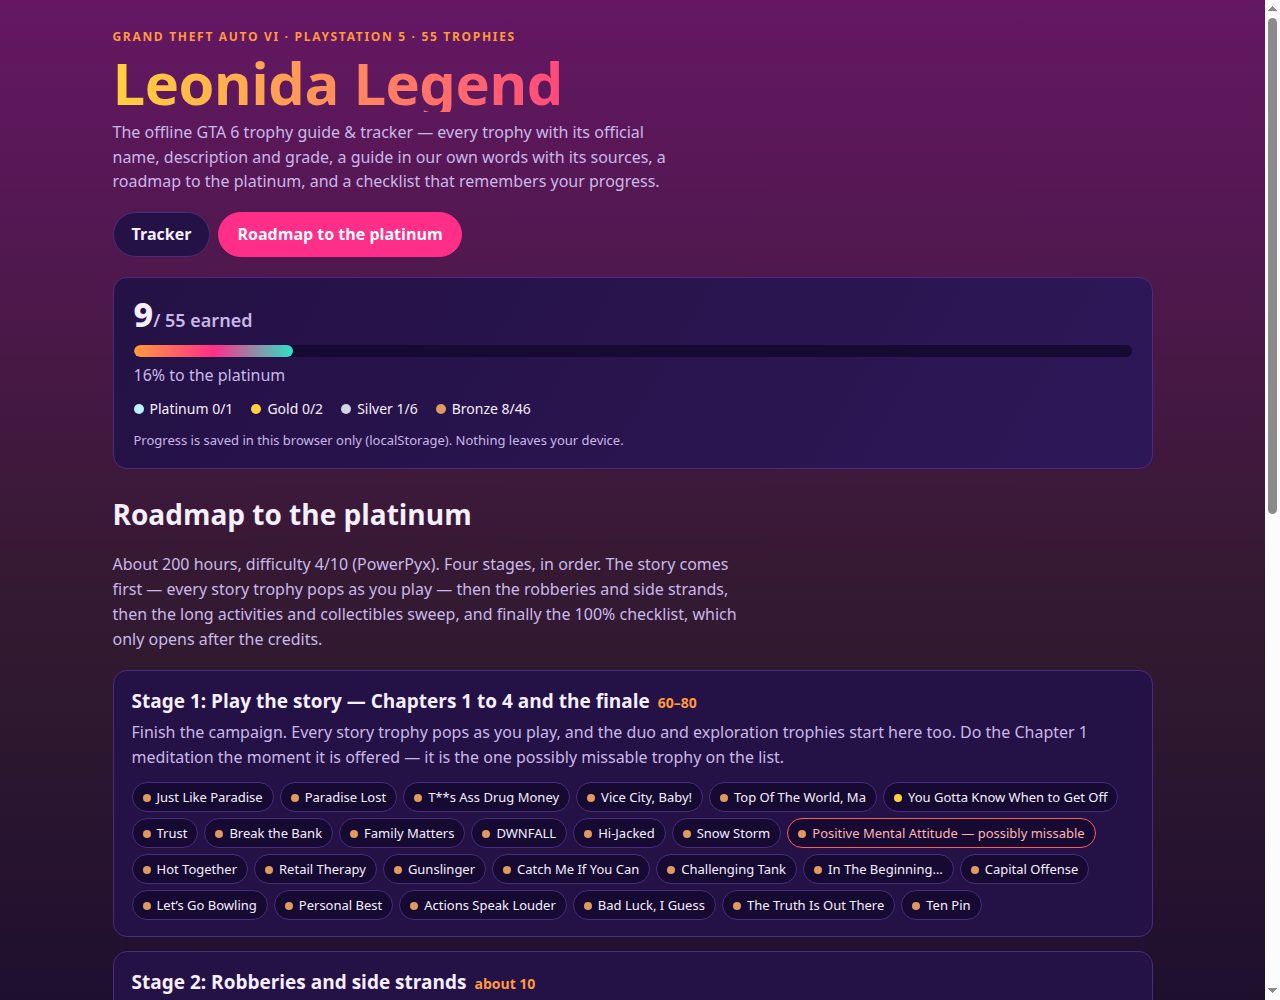 GRAND THEFT AUTO VI · PLAYSTATION 5 · 55 TROPHIES
Leonida Legend
The offline GTA 6 trophy guide & tracker — every trophy with its official
name, description and grade, a guide in our own words with its sources, a
roadmap to the platinum, and a checklist that remembers your progress.
Tracker
Roadmap to the platinum
9/ 55 earned
16% to the platinum
Platinum 0/1 Gold 0/2 Silver 1/6 Bronze 8/46
Progress is saved in this browser only (localStorage). Nothing leaves your device.
Roadmap to the platinum
About 200 hours, difficulty 4/10 (PowerPyx). Four stages, in order. The story comes
first — every story trophy pops as you play — then the robberies and side strands,
then the long activities and collectibles sweep, and finally the 100% checklist, which
only opens after the credits.
Stage 1: Play the story — Chapters 1 to 4 and the finale 60–80
Finish the campaign. Every story trophy pops as you play, and the duo and exploration trophies start here too. Do the Chapter 1
meditation the moment it is offered — it is the one possibly missable trophy on the list.
Just Like Paradise Paradise Lost T**s Ass Drug Money Vice City, Baby! Top Of The World, Ma You Gotta Know When to Get Off
Trust Break the Bank Family Matters DWNFALL Hi-Jacked Snow Storm Positive Mental Attitude — possibly missable
Hot Together Retail Therapy Gunslinger Catch Me If You Can Challenging Tank In The Beginning... Capital Offense
Let's Go Bowling Personal Best Actions Speak Louder Bad Luck, I Guess The Truth Is Out There Ten Pin
Stage 2: Robberies and side strands about 10